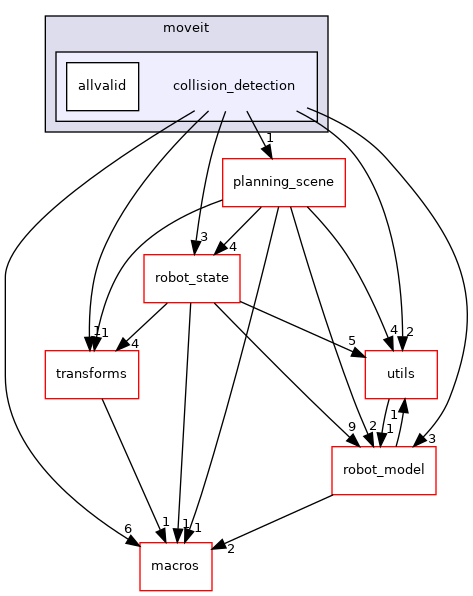 moveit
allvalid
collision_detection
1
planning_scene
3
4
robot_state
1
1
4
5
4
2
transforms
utils
9
2
1
1
3
robot_model
6
1
1
1
2
macros